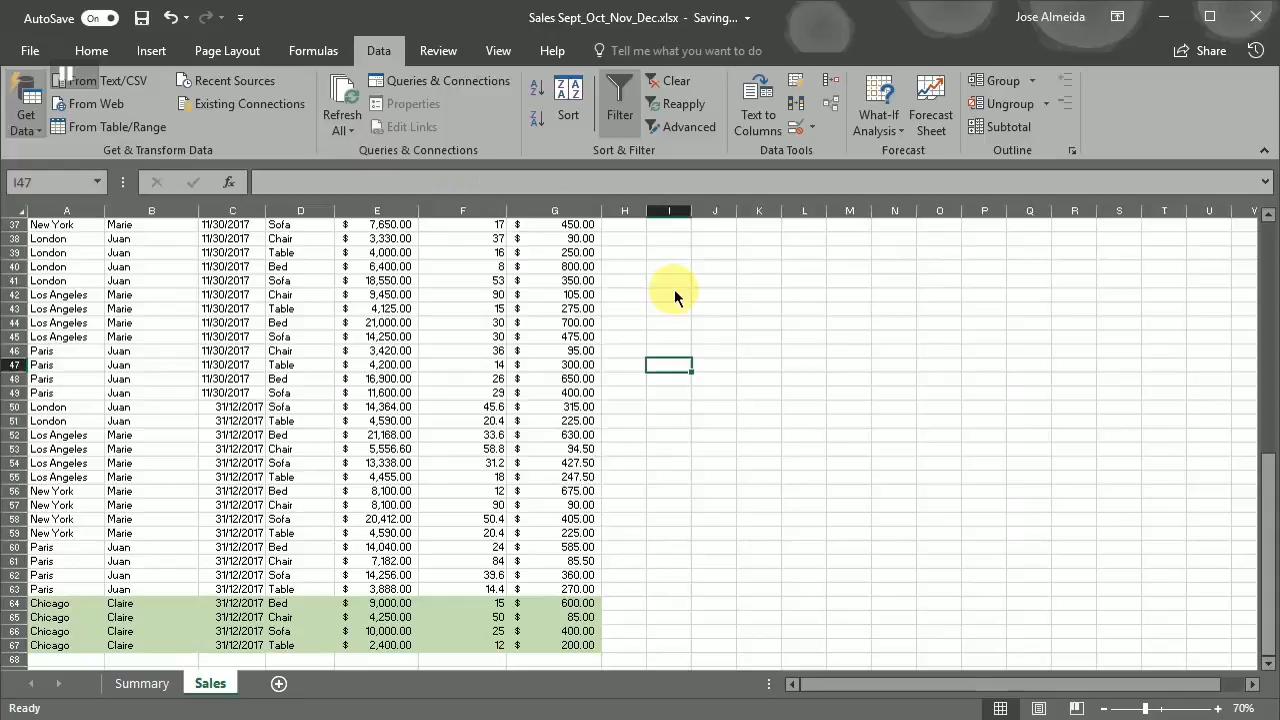 AutoSave On Sales Sept_Oct_Nov_Dec.xlsx - Saving... Jose Almeida
File Home Insert Page Layout Formulas Data Review View Help Tell me what you want to do Share
From Text/CSV Recent Sources Queries & Connections Clear Group
From Web Existing Connections Properties Reapply Ungroup
From Table/Range Edit Links Advanced Subtotal
Get Data Refresh All Sort Filter Text to Columns What-If Analysis Forecast Sheet
Get & Transform Data Queries & Connections Sort & Filter Data Tools Forecast Outline
I47 fx
A B C D E F G H I J K L M N O P Q R S T U V
37 New York Marie 11/30/2017 Sofa $ 7,650.00 17 $ 450.00
38 London Juan 11/30/2017 Chair $ 3,330.00 37 $ 90.00
39 London Juan 11/30/2017 Table $ 4,000.00 16 $ 250.00
40 London Juan 11/30/2017 Bed $ 6,400.00 8 $ 800.00
41 London Juan 11/30/2017 Sofa $ 18,550.00 53 $ 350.00
42 Los Angeles Marie 11/30/2017 Chair $ 9,450.00 90 $ 105.00
43 Los Angeles Marie 11/30/2017 Table $ 4,125.00 15 $ 275.00
44 Los Angeles Marie 11/30/2017 Bed $ 21,000.00 30 $ 700.00
45 Los Angeles Marie 11/30/2017 Sofa $ 14,250.00 30 $ 475.00
46 Paris Juan 11/30/2017 Chair $ 3,420.00 36 $ 95.00
47 Paris Juan 11/30/2017 Table $ 4,200.00 14 $ 300.00
48 Paris Juan 11/30/2017 Bed $ 16,900.00 26 $ 650.00
49 Paris Juan 11/30/2017 Sofa $ 11,600.00 29 $ 400.00
50 London Juan 31/12/2017 Sofa $ 14,364.00 45.6 $ 315.00
51 London Juan 31/12/2017 Table $ 4,590.00 20.4 $ 225.00
52 Los Angeles Marie 31/12/2017 Bed $ 21,168.00 33.6 $ 630.00
53 Los Angeles Marie 31/12/2017 Chair $ 5,556.60 58.8 $ 94.50
54 Los Angeles Marie 31/12/2017 Sofa $ 13,338.00 31.2 $ 427.50
55 Los Angeles Marie 31/12/2017 Table $ 4,455.00 18 $ 247.50
56 New York Marie 31/12/2017 Bed $ 8,100.00 12 $ 675.00
57 New York Marie 31/12/2017 Chair $ 8,100.00 90 $ 90.00
58 New York Marie 31/12/2017 Sofa $ 20,412.00 50.4 $ 405.00
59 New York Marie 31/12/2017 Table $ 4,590.00 20.4 $ 225.00
60 Paris Juan 31/12/2017 Bed $ 14,040.00 24 $ 585.00
61 Paris Juan 31/12/2017 Chair $ 7,182.00 84 $ 85.50
62 Paris Juan 31/12/2017 Sofa $ 14,256.00 39.6 $ 360.00
63 Paris Juan 31/12/2017 Table $ 3,888.00 14.4 $ 270.00
64 Chicago Claire 31/12/2017 Bed $ 9,000.00 15 $ 600.00
65 Chicago Claire 31/12/2017 Chair $ 4,250.00 50 $ 85.00
66 Chicago Claire 31/12/2017 Sofa $ 10,000.00 25 $ 400.00
67 Chicago Claire 31/12/2017 Table $ 2,400.00 12 $ 200.00
68
Summary Sales
Ready 70%